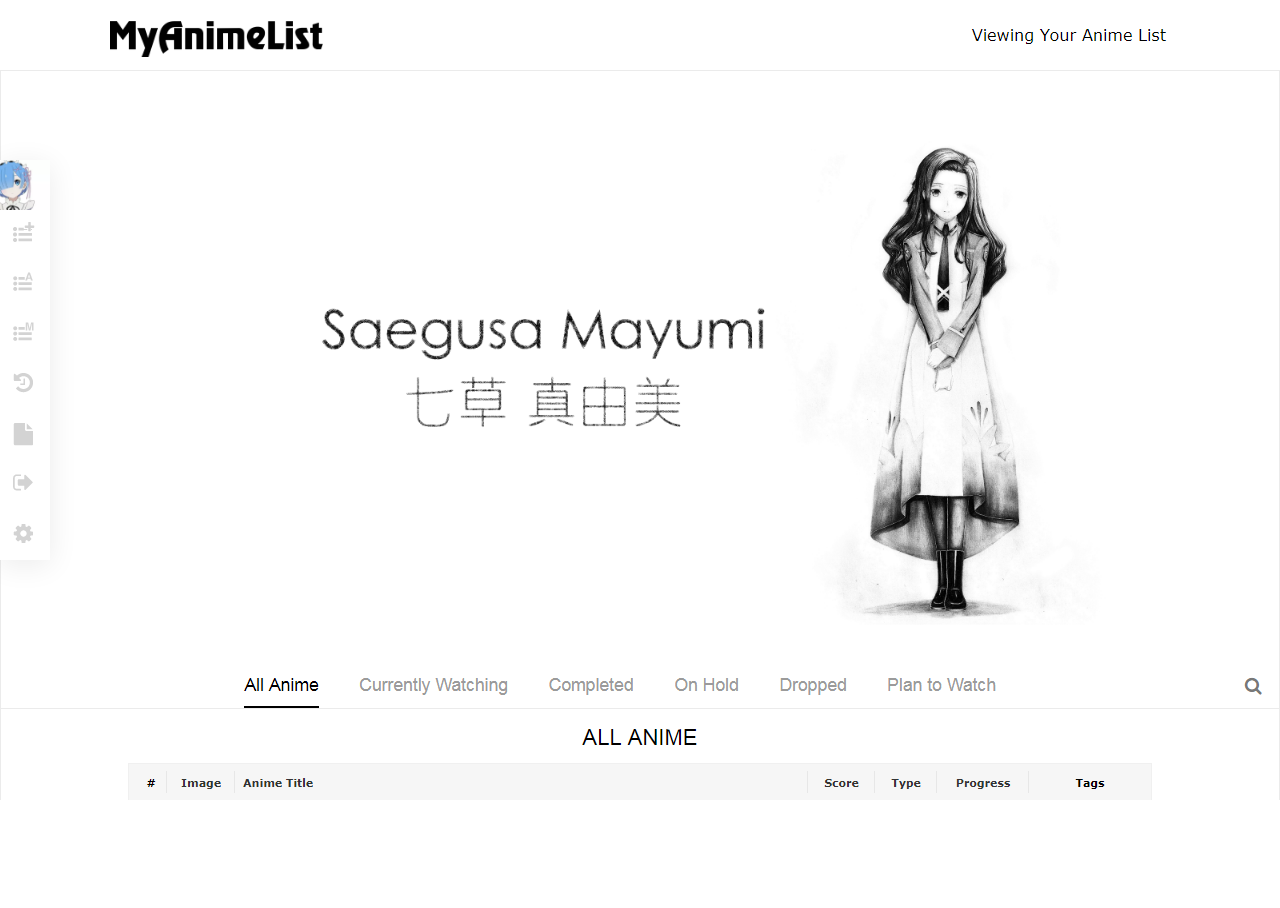 MyAnimeList
Viewing Your Anime List
Saegusa Mayumi
七草 真由美
All Anime
Currently Watching
Completed
On Hold
Dropped
Plan to Watch
ALL ANIME
# Image Anime Title Score Type Progress Tags